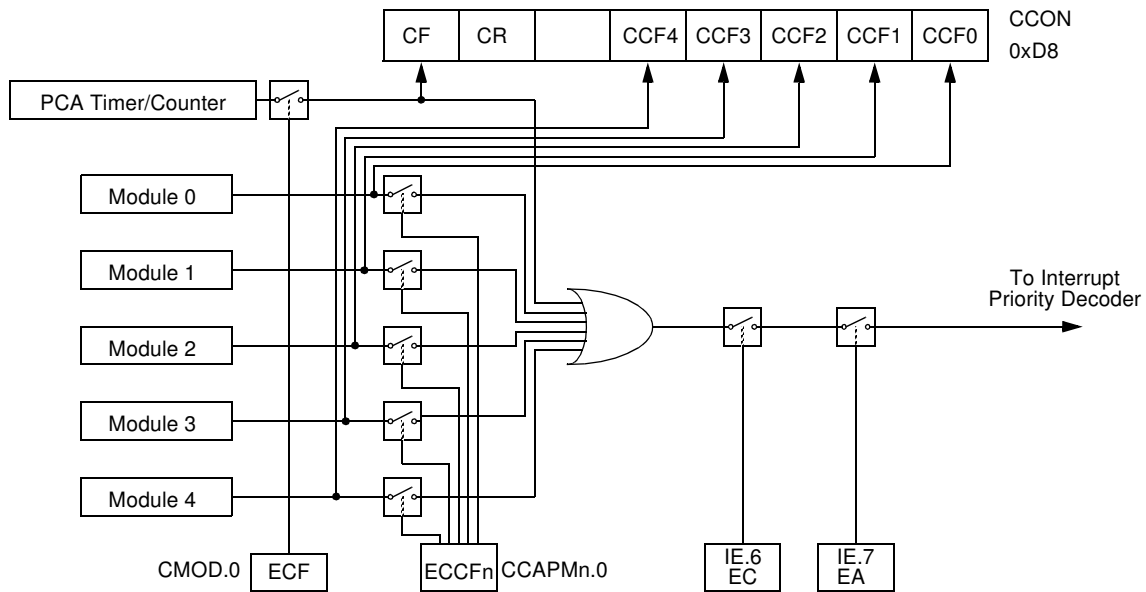 CF CR CCF4 CCF3 CCF2 CCF1 CCF0
CCON
0xD8
PCA Timer/Counter
Module 0
Module 1
Module 2
Module 3
Module 4
To Interrupt
Priority Decoder
CMOD.0
ECF
ECCFn
CCAPMn.0
IE.6
EC
IE.7
EA